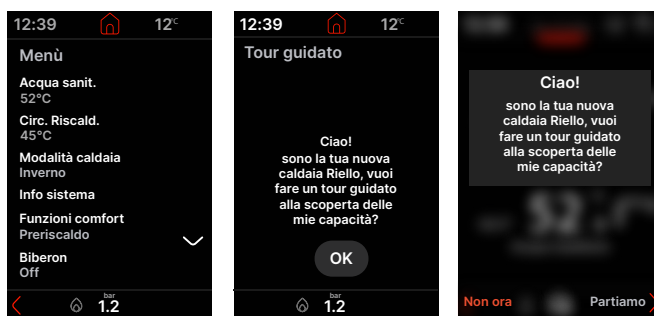 12:39
12°C
Menù
Acqua sanit.
52°C
Circ. Riscald.
45°C
Modalità caldaia
Inverno
Info sistema
Funzioni comfort
Preriscaldo
Biberon
Off
bar
1.2
12:39
12°C
Tour guidato
Ciao!
sono la tua nuova
caldaia Riello, vuoi
fare un tour guidato
alla scoperta delle
mie capacità?
OK
bar
1.2
Ciao!
sono la tua nuova
caldaia Riello, vuoi
fare un tour guidato
alla scoperta delle
mie capacità?
52
Non ora
Partiamo